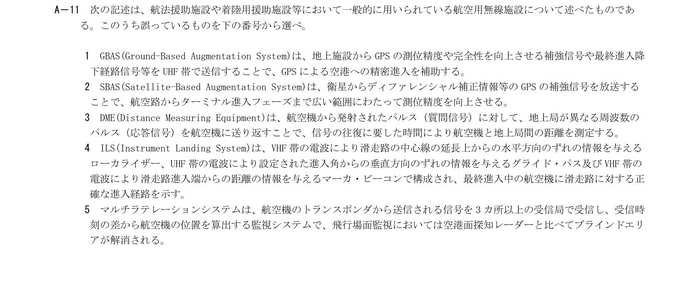 A－11　次の記述は、航法援助施設や着陸用援助施設等において一般的に用いられている航空用無線施設について述べたものであ
る。このうち誤っているものを下の番号から選べ。
1　GBAS(Ground-Based Augmentation System)は、地上施設から GPS の測位精度や完全性を向上させる補強信号や最終進入降
下経路信号等を UHF 帯で送信することで、GPS による空港への精密進入を補助する。
2　SBAS(Satellite-Based Augmentation System)は、衛星からディファレンシャル補正情報等の GPS の補強信号を放送する
ことで、航空路からターミナル進入フェーズまで広い範囲にわたって測位精度を向上させる。
3　DME(Distance Measuring Equipment)は、航空機から発射されたパルス（質問信号）に対して、地上局が異なる周波数の
パルス（応答信号）を航空機に送り返すことで、信号の往復に要した時間により航空機と地上局間の距離を測定する。
4　ILS(Instrument Landing System)は、VHF 帯の電波により滑走路の中心線の延長上からの水平方向のずれの情報を与える
ローカライザー、UHF 帯の電波により設定された進入角からの垂直方向のずれの情報を与えるグライド・パス及び VHF 帯の
電波により滑走路進入端からの距離の情報を与えるマーカ・ビーコンで構成され、最終進入中の航空機に滑走路に対する正
確な進入経路を示す。
5　マルチラテレーションシステムは、航空機のトランスポンダから送信される信号を 3 カ所以上の受信局で受信し、受信時
刻の差から航空機の位置を算出する監視システムで、飛行場面監視においては空港面探知レーダーと比べてブラインドエリ
アが解消される。